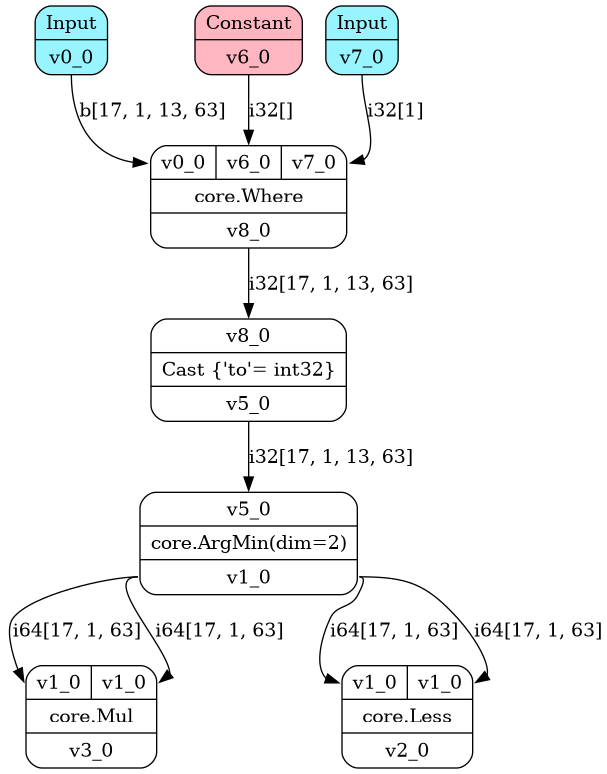 Input
v0_0
Constant
v6_0
Input
v7_0
b[17, 1, 13, 63]
i32[]
i32[1]
v0_0 v6_0 v7_0
core.Where
v8_0
i32[17, 1, 13, 63]
v8_0
Cast {'to'= int32}
v5_0
i32[17, 1, 13, 63]
v5_0
core.ArgMin(dim=2)
v1_0
i64[17, 1, 63]
i64[17, 1, 63]
i64[17, 1, 63]
i64[17, 1, 63]
v1_0 v1_0
core.Mul
v3_0
v1_0 v1_0
core.Less
v2_0